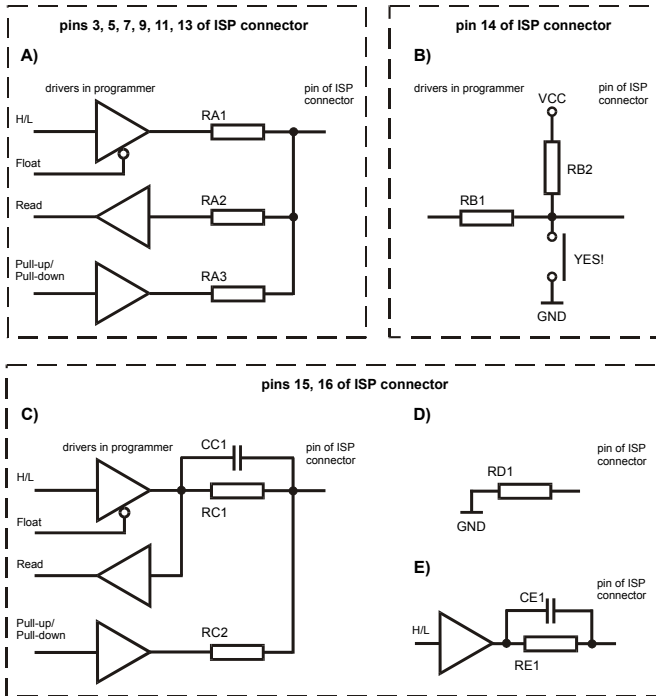 pins 3, 5, 7, 9, 11, 13 of ISP connector
A)
drivers in programmer
pin of ISP
connector
H/L
RA1
Float
Read
RA2
Pull-up/
Pull-down
RA3
pin 14 of ISP connector
B)
drivers in programmer
pin of ISP
connector
VCC
RB2
RB1
YES!
GND
pins 15, 16 of ISP connector
C)
drivers in programmer
CC1
pin of ISP
connector
H/L
RC1
Float
Read
Pull-up/
Pull-down
RC2
D)
pin of ISP
connector
RD1
GND
E)
pin of ISP
connector
CE1
H/L
RE1